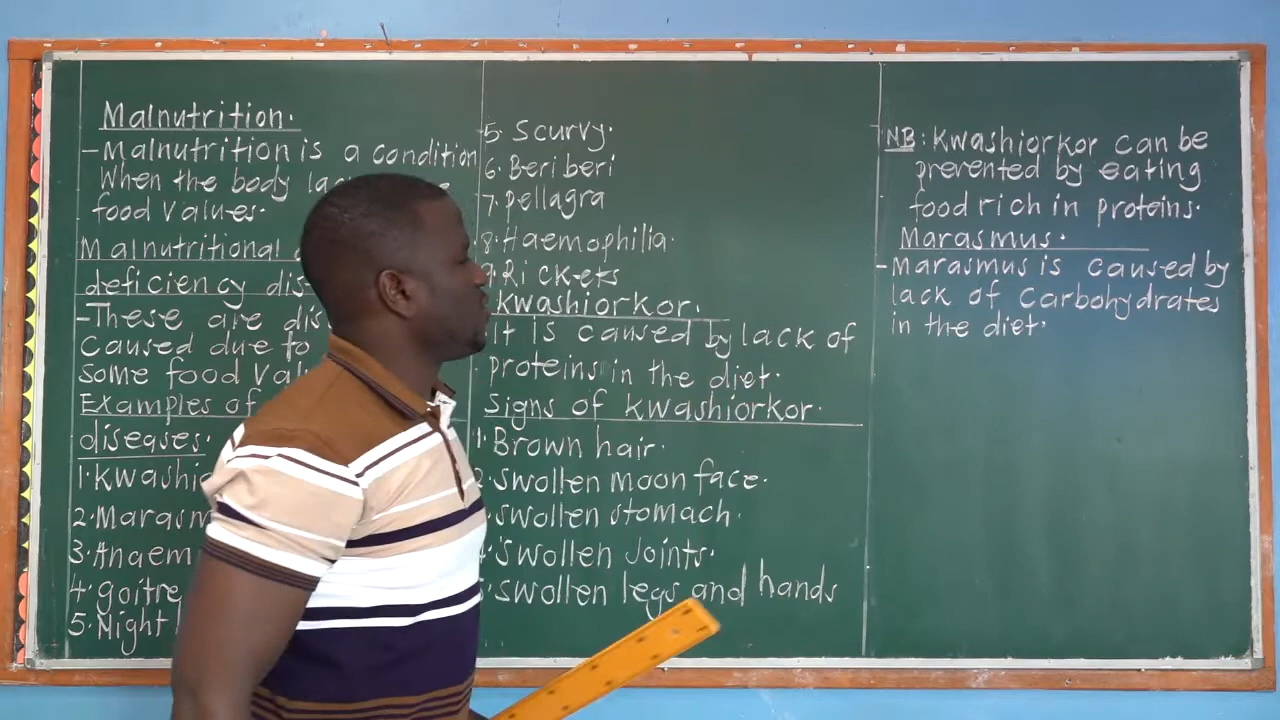 Malnutrition.
-Malnutrition is a condition
When the body
food Values.
Malnutritional
deficiency
-These are
Caused due to
Some food
Examples of
diseases.
1.
2.
3.
4. goitre
5. Night
5. Scurvy.
6. Beri beri
7. pellagra
8. Haemophilia.
9. Rickets
Kwashiorkor.
It is caused by lack of
proteins in the diet.
Signs of kwashiorkor.
1. Brown hair.
2. Swollen moon face.
Swollen stomach.
Swollen joints.
Swollen legs and hands
NB: Kwashiorkor can be
prevented by eating
food rich in proteins.
Marasmus.
-Marasmus is caused by
lack of Carbohydrates
in the diet.